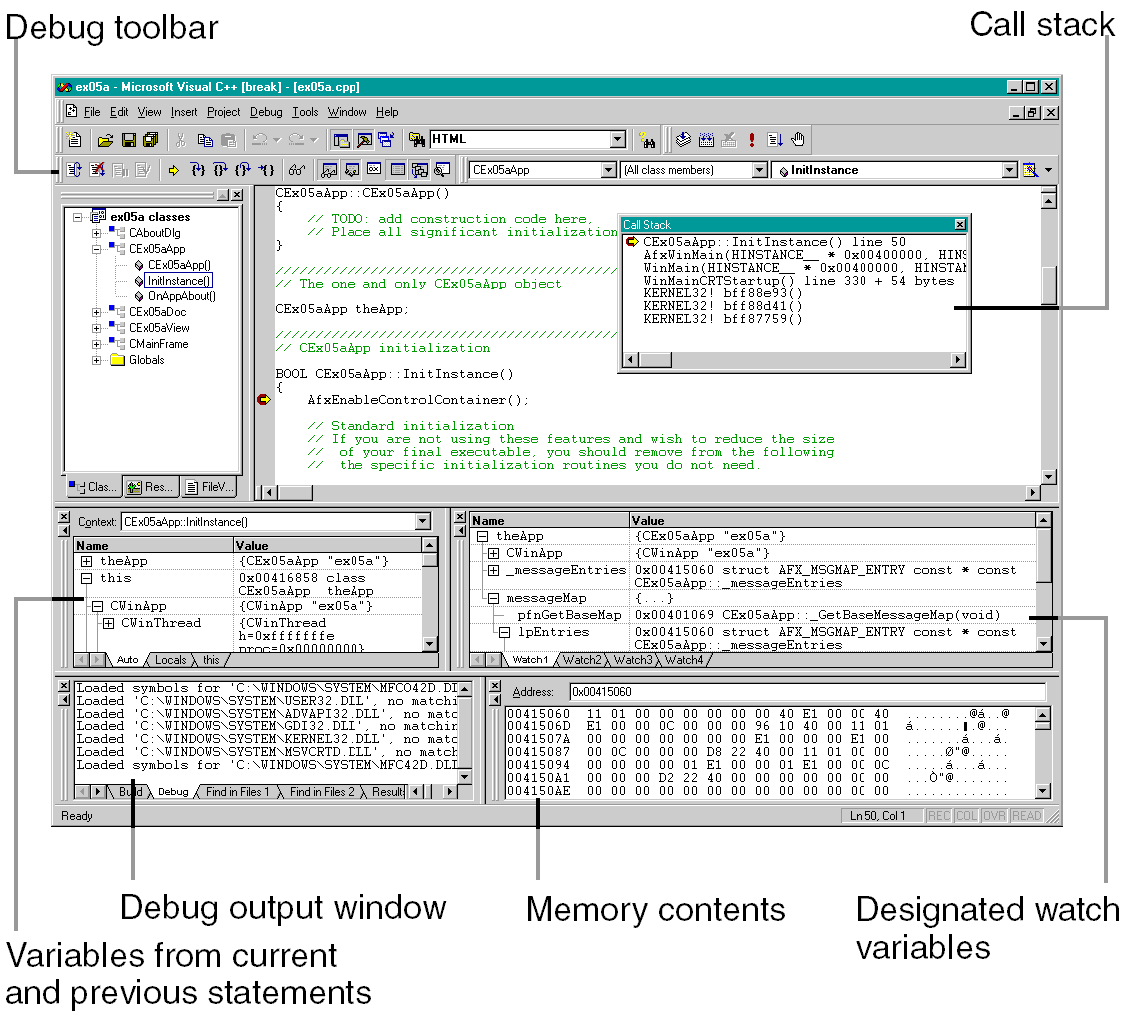 Debug toolbar
Call stack
ex05a - Microsoft Visual C++ [break] - [ex05a.cpp]
File Edit View Insert Project Debug Tools Window Help
HTML
CEx05aApp
(All class members)
InitInstance
ex05a classes
CAboutDlg
CEx05aApp
CEx05aApp()
InitInstance()
OnAppAbout()
CEx05aDoc
CEx05aView
CMainFrame
Globals
Clas...
Res...
FileV...
CEx05aApp::CEx05aApp()
{
// TODO: add construction code here,
// Place all significant initialization
}
// The one and only CEx05aApp object
CEx05aApp theApp;
// CEx05aApp initialization
BOOL CEx05aApp::InitInstance()
{
AfxEnableControlContainer();
// Standard initialization
// If you are not using these features and wish to reduce the size
// of your final executable, you should remove from the following
// the specific initialization routines you do not need.
Call Stack
CEx05aApp::InitInstance() line 50
AfxWinMain(HINSTANCE__ * 0x00400000, HINS
WinMain(HINSTANCE__ * 0x00400000, HINSTA
WinMainCRTStartup() line 330 + 54 bytes
KERNEL32! bff88e93()
KERNEL32! bff88d41()
KERNEL32! bff87759()
Context: CEx05aApp::InitInstance()
Name Value
theApp {CEx05aApp "ex05a"}
this 0x00416858 class
CEx05aApp theApp
CWinApp {CWinApp "ex05a"}
CWinThread {CWinThread
h=0xfffffffe
proc=0x00000000}
Auto Locals this
Name Value
theApp {CEx05aApp "ex05a"}
CWinApp {CWinApp "ex05a"}
_messageEntries 0x00415060 struct AFX_MSGMAP_ENTRY const * const
CEx05aApp::_messageEntries
messageMap {...}
pfnGetBaseMap 0x00401069 CEx05aApp::_GetBaseMessageMap(void)
lpEntries 0x00415060 struct AFX_MSGMAP_ENTRY const * const
CEx05aApp::_messageEntries
Watch1 Watch2 Watch3 Watch4
Loaded symbols for 'C:\WINDOWS\SYSTEM\MFCO42D.DL
Loaded 'C:\WINDOWS\SYSTEM\USER32.DLL', no matchi
Loaded 'C:\WINDOWS\SYSTEM\ADVAPI32.DLL', no matc
Loaded 'C:\WINDOWS\SYSTEM\GDI32.DLL', no matchin
Loaded 'C:\WINDOWS\SYSTEM\KERNEL32.DLL', no matc
Loaded 'C:\WINDOWS\SYSTEM\MSVCRTD.DLL', no matchin
Loaded symbols for 'C:\WINDOWS\SYSTEM\MFC42D.DLL
Build Debug Find in Files 1 Find in Files 2 Results
Address: 0x00415060
00415060 11 01 00 00 00 00 00 00 40 E1 00 0C 40 ........@á..@
0041506D E1 00 00 0C 00 00 00 96 10 40 00 11 01
0041507A 00 00 00 00 00 00 E1 00 00 00 00 E1 00 ......á....á.
00415087 00 0C 00 00 00 D8 22 40 00 11 01 00 00 .....Ø"@.....
00415094 00 00 00 00 01 E1 00 00 01 E1 00 00 0C .....á...á...
004150A1 00 00 00 D2 22 40 00 00 00 00 00 00 00 ...Ò"@.......
004150AE 00 00 00 00 00 00 00 00 00 00 00 00 00 .............
Ready
Ln 50, Col 1 REC COL OVR READ
Debug output window
Memory contents
Designated watch
variables
Variables from current
and previous statements